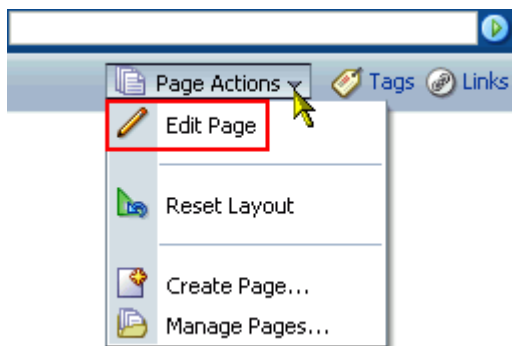 Page Actions Tags Links
Edit Page
Reset Layout
Create Page...
Manage Pages...